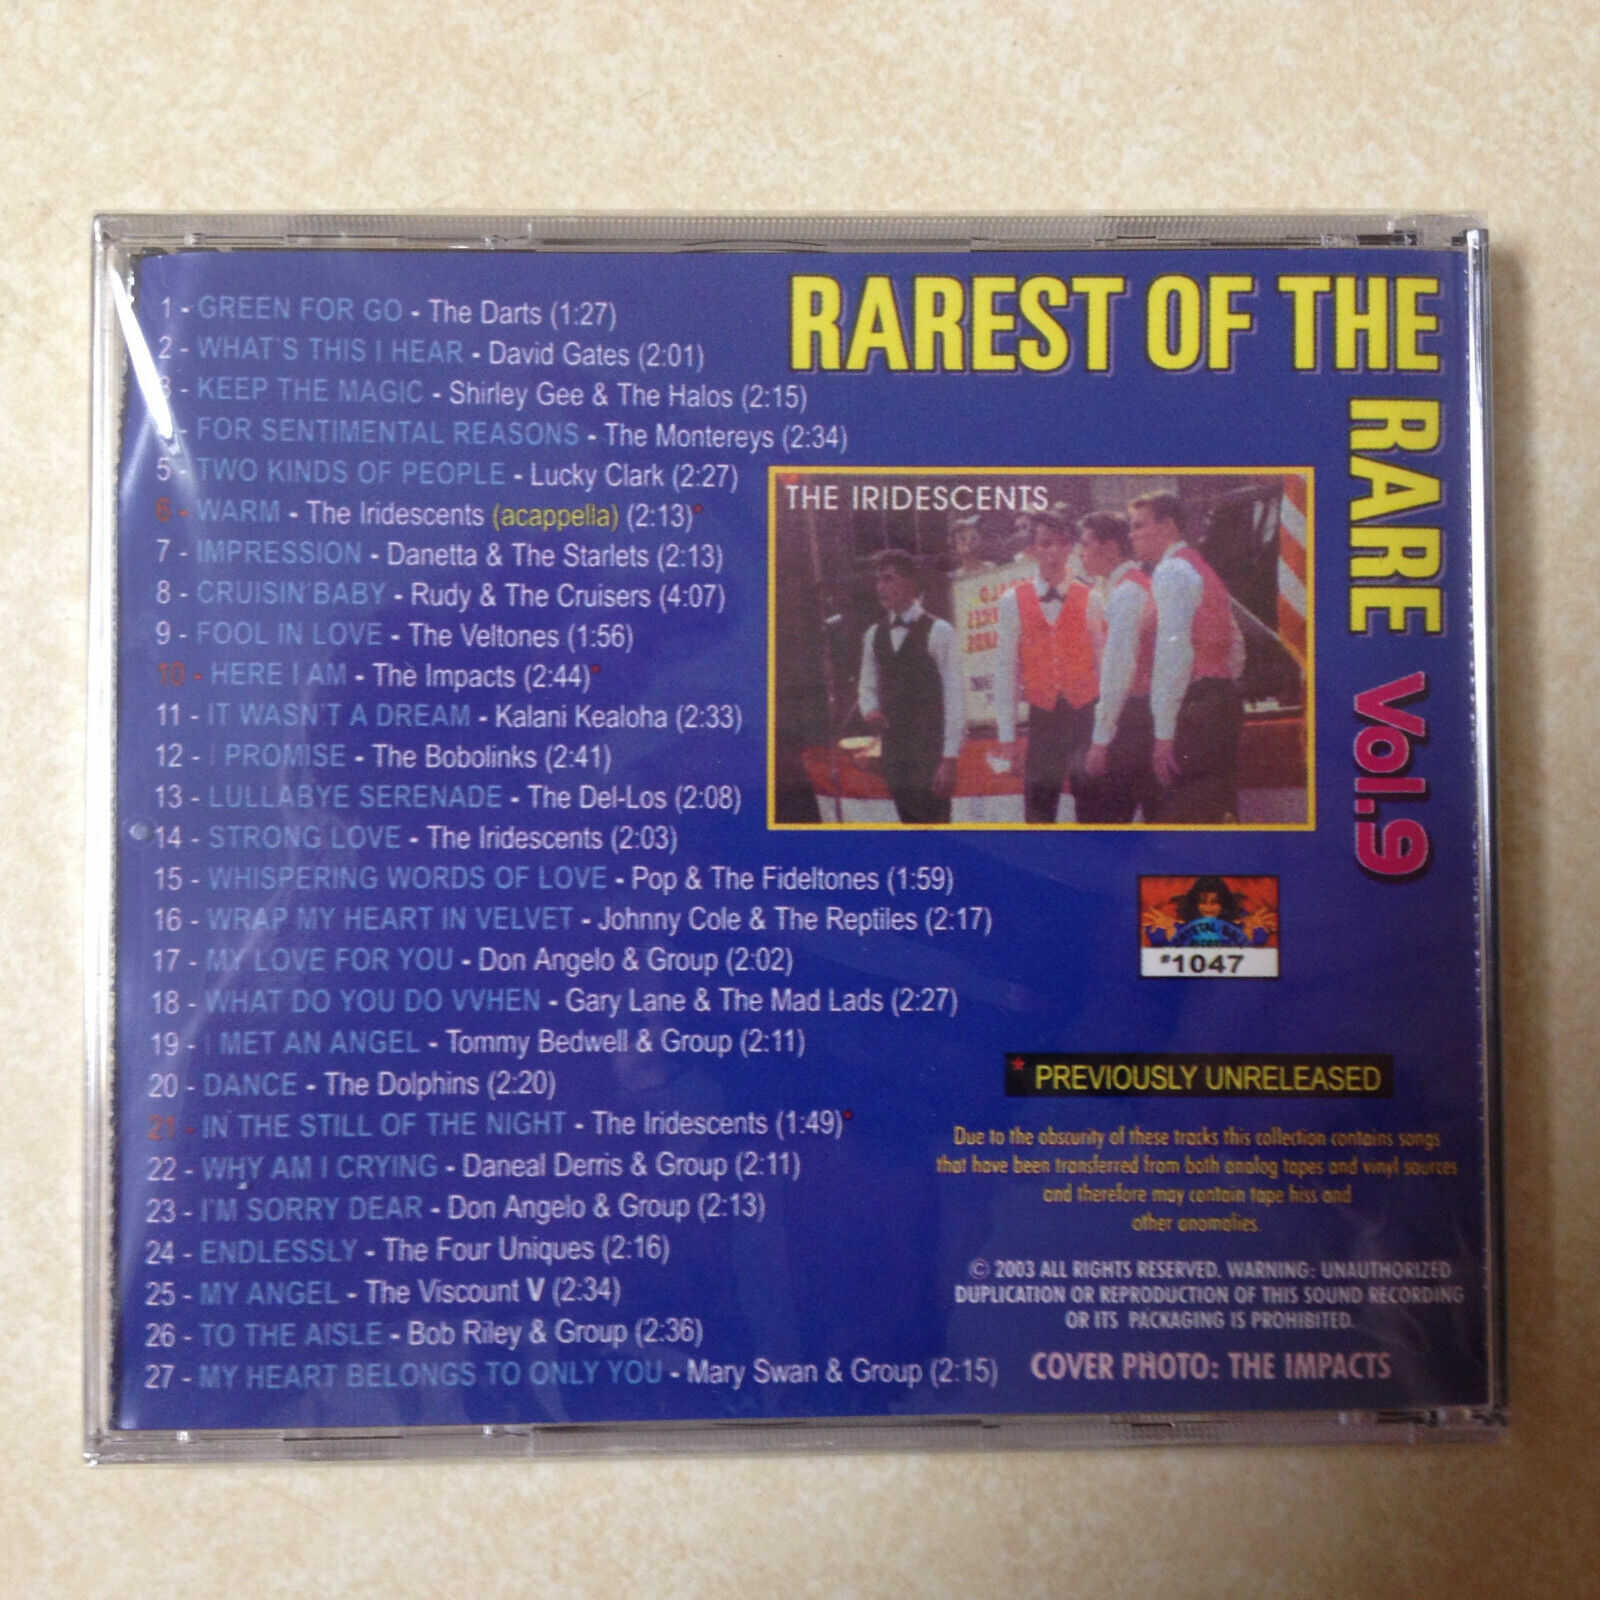 1 - GREEN FOR GO - The Darts (1:27)
2 - WHAT'S THIS I HEAR - David Gates (2:01)
3 - KEEP THE MAGIC - Shirley Gee & The Halos (2:15)
- FOR SENTIMENTAL REASONS - The Montereys (2:34)
5 - TWO KINDS OF PEOPLE - Lucky Clark (2:27)
6 - WARM - The Iridescents (acappella) (2:13)*
7 - IMPRESSION - Danetta & The Starlets (2:13)
8 - CRUISIN' BABY - Rudy & The Cruisers (4:07)
9 - FOOL IN LOVE - The Veltones (1:56)
10 - HERE I AM - The Impacts (2:44)*
11 - IT WASN'T A DREAM - Kalani Kealoha (2:33)
12 - I PROMISE - The Bobolinks (2:41)
13 - LULLABYE SERENADE - The Del-Los (2:08)
14 - STRONG LOVE - The Iridescents (2:03)
15 - WHISPERING WORDS OF LOVE - Pop & The Fideltones (1:59)
16 - WRAP MY HEART IN VELVET - Johnny Cole & The Reptiles (2:17)
17 - MY LOVE FOR YOU - Don Angelo & Group (2:02)
18 - WHAT DO YOU DO VVHEN - Gary Lane & The Mad Lads (2:27)
19 - I MET AN ANGEL - Tommy Bedwell & Group (2:11)
20 - DANCE - The Dolphins (2:20)
21 - IN THE STILL OF THE NIGHT - The Iridescents (1:49)*
22 - WHY AM I CRYING - Daneal Derris & Group (2:11)
23 - I'M SORRY DEAR - Don Angelo & Group (2:13)
24 - ENDLESSLY - The Four Uniques (2:16)
25 - MY ANGEL - The Viscount V (2:34)
26 - TO THE AISLE - Bob Riley & Group (2:36)
27 - MY HEART BELONGS TO ONLY YOU - Mary Swan & Group (2:15)
RAREST OF THE
RARE Vol.9
THE IRIDESCENTS
CRYSTAL BALL
#1047
* PREVIOUSLY UNRELEASED
Due to the obscurity of these tracks this collection contains songs
that have been transferred from both analog tapes and vinyl sources
and therefore may contain tape hiss and
other anomalies.
© 2003 ALL RIGHTS RESERVED. WARNING: UNAUTHORIZED
DUPLICATION OR REPRODUCTION OF THIS SOUND RECORDING
OR ITS PACKAGING IS PROHIBITED.
COVER PHOTO: THE IMPACTS